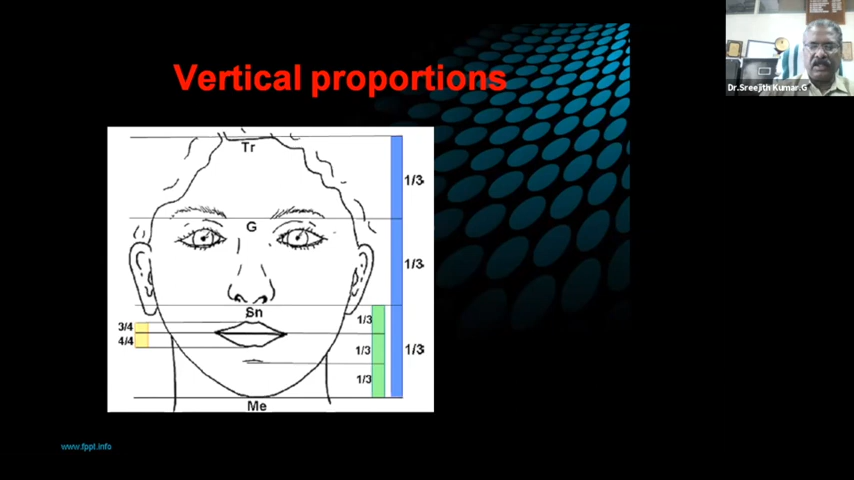 Vertical proportions
Dr.Sreejith Kumar.G
Tr
1/3
G
1/3
Sn
3/4
4/4
1/3
1/3
1/3
1/3
Me
www.fppt.info